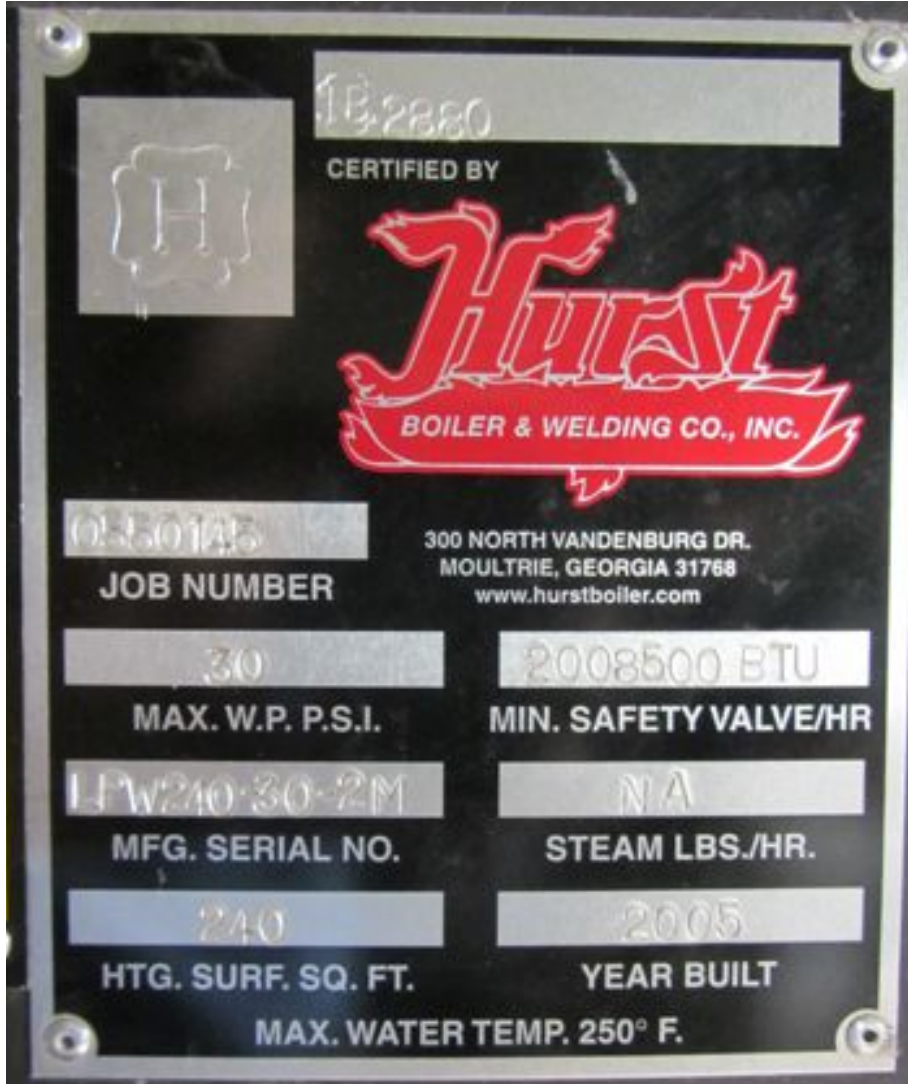 H
2880
CERTIFIED BY
Hurst
BOILER & WELDING CO., INC.
300 NORTH VANDENBURG DR.
MOULTRIE, GEORGIA 31768
www.hurstboiler.com
JOB NUMBER
30
MAX. W.P. P.S.I.
2008500 BTU
MIN. SAFETY VALVE/HR
LPW240-30-2M
MFG. SERIAL NO.
NA
STEAM LBS./HR.
240
HTG. SURF. SQ. FT.
2005
YEAR BUILT
MAX. WATER TEMP. 250° F.